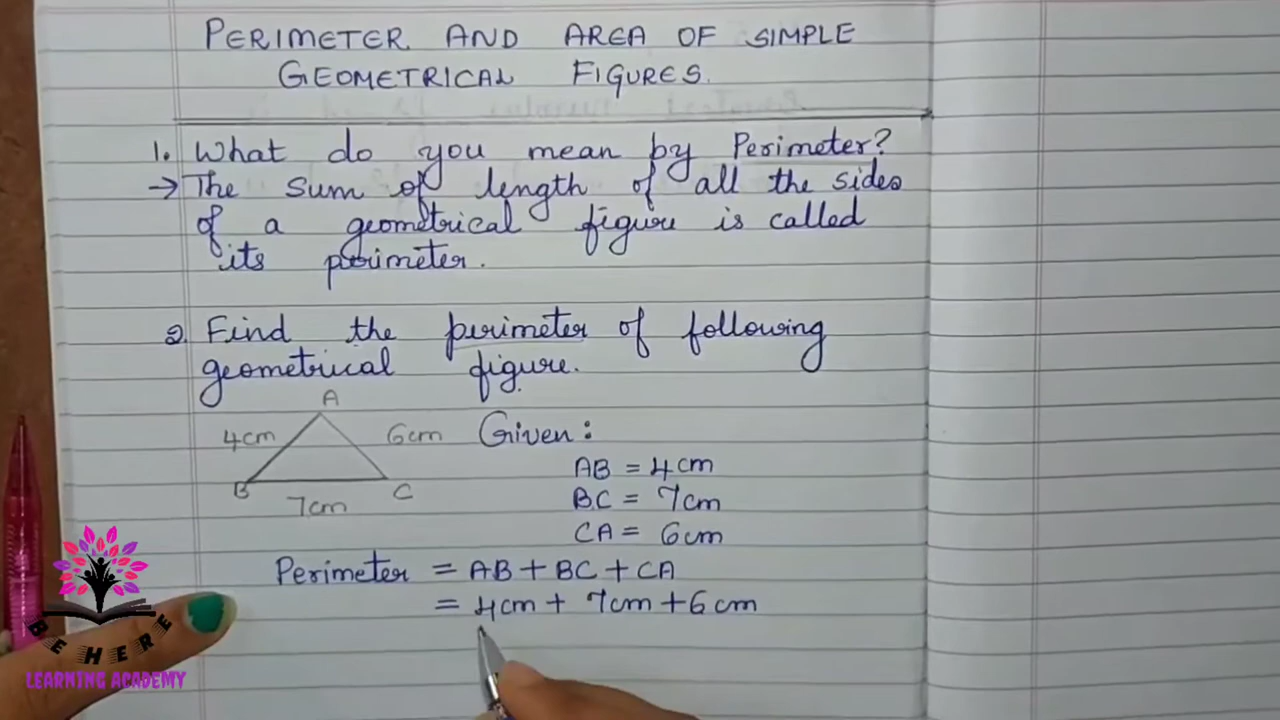 PERIMETER AND AREA OF SIMPLE
GEOMETRICAL FIGURES.
1. What do you mean by Perimeter?
→ The sum of length of all the sides
of a geometrical figure is called
its perimeter.
2. Find the perimeter of following
geometrical figure.
A
4cm 6cm Given:
AB = 4cm
B C
7cm BC = 7cm
CA = 6cm
Perimeter = AB + BC + CA
= 4cm + 7cm + 6cm
BE HERE
LEARNING ACADEMY